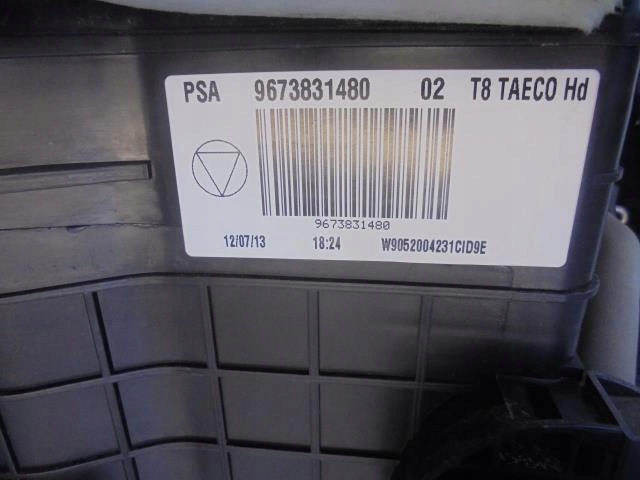 PSA 9673831480 02 T8 TAECO Hd
9673831480
12/07/13 18:24 W9052004231CID9E